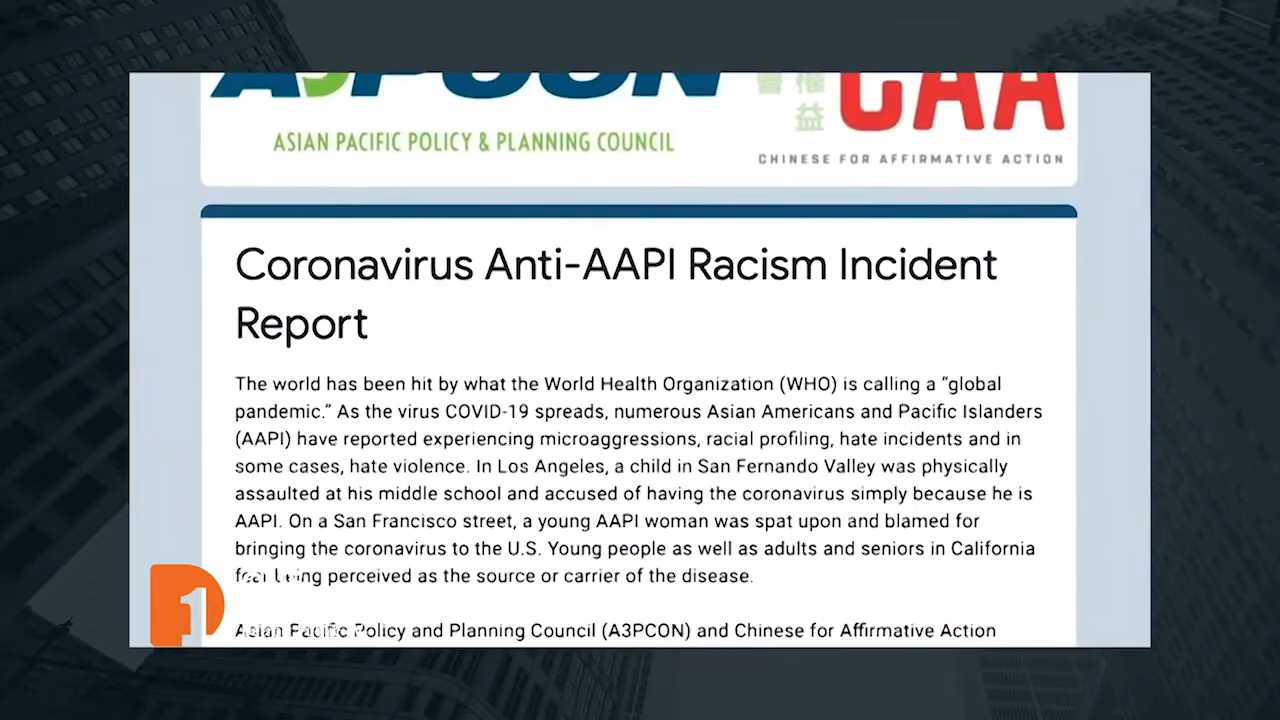 A3PCON
CAA
權
益
ASIAN PACIFIC POLICY & PLANNING COUNCIL
CHINESE FOR AFFIRMATIVE ACTION
Coronavirus Anti-AAPI Racism Incident
Report
The world has been hit by what the World Health Organization (WHO) is calling a “global
pandemic.” As the virus COVID-19 spreads, numerous Asian Americans and Pacific Islanders
(AAPI) have reported experiencing microaggressions, racial profiling, hate incidents and in
some cases, hate violence. In Los Angeles, a child in San Fernando Valley was physically
assaulted at his middle school and accused of having the coronavirus simply because he is
AAPI. On a San Francisco street, a young AAPI woman was spat upon and blamed for
bringing the coronavirus to the U.S. Young people as well as adults and seniors in California
fear being perceived as the source or carrier of the disease.
Asian Pacific Policy and Planning Council (A3PCON) and Chinese for Affirmative Action
1